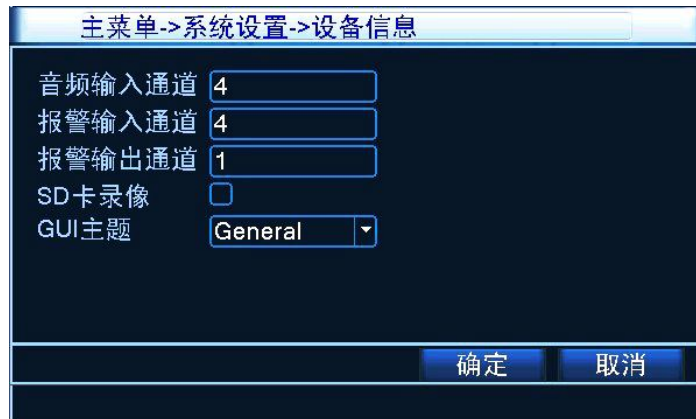 主菜单->系统设置->设备信息
音频输入通道 4
报警输入通道 4
报警输出通道 1
SD卡录像
GUI主题 General
确定 取消